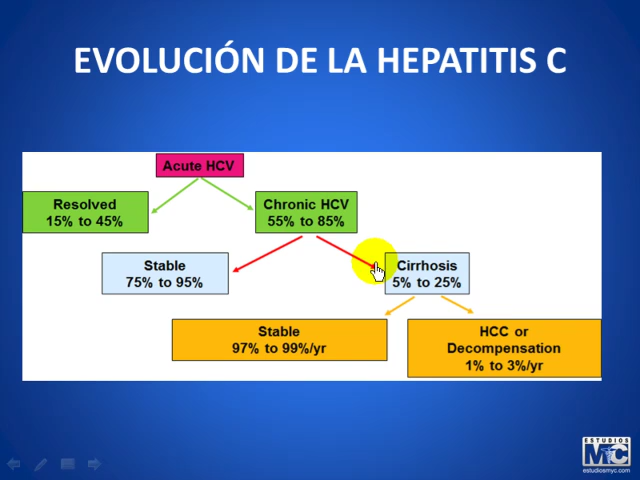 EVOLUCIÓN DE LA HEPATITIS C
Acute HCV
Resolved
15% to 45%
Chronic HCV
55% to 85%
Stable
75% to 95%
Cirrhosis
5% to 25%
Stable
97% to 99%/yr
HCC or
Decompensation
1% to 3%/yr
ESTUDIOS
MyC
estudiosmyc.com